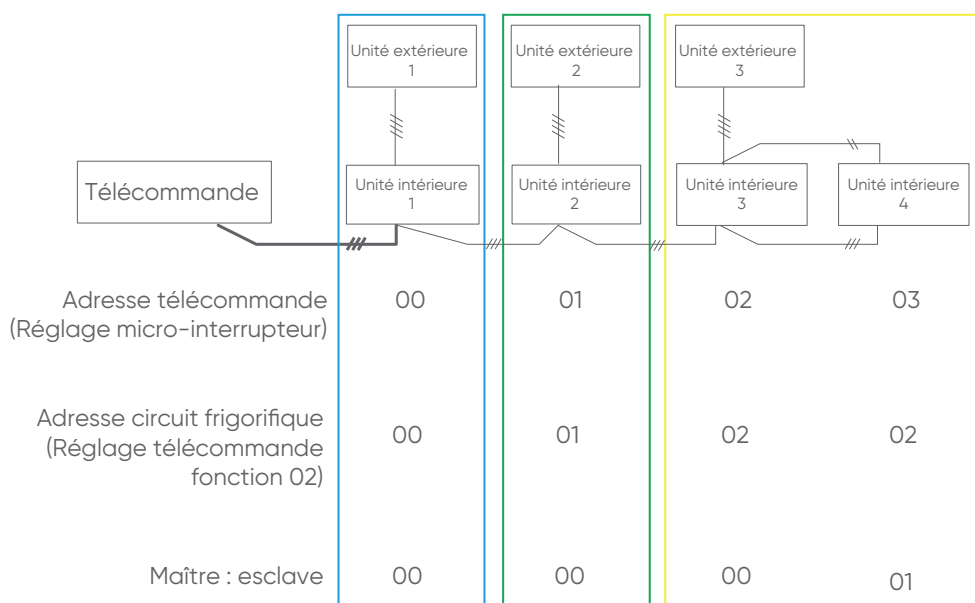 Unité extérieure
1
Unité extérieure
2
Unité extérieure
3
Télécommande
Unité intérieure
1
Unité intérieure
2
Unité intérieure
3
Unité intérieure
4
Adresse télécommande
(Réglage micro-interrupteur)
00
01
02
03
Adresse circuit frigorifique
(Réglage télécommande
fonction 02)
00
01
02
02
Maître : esclave
00
00
00
01